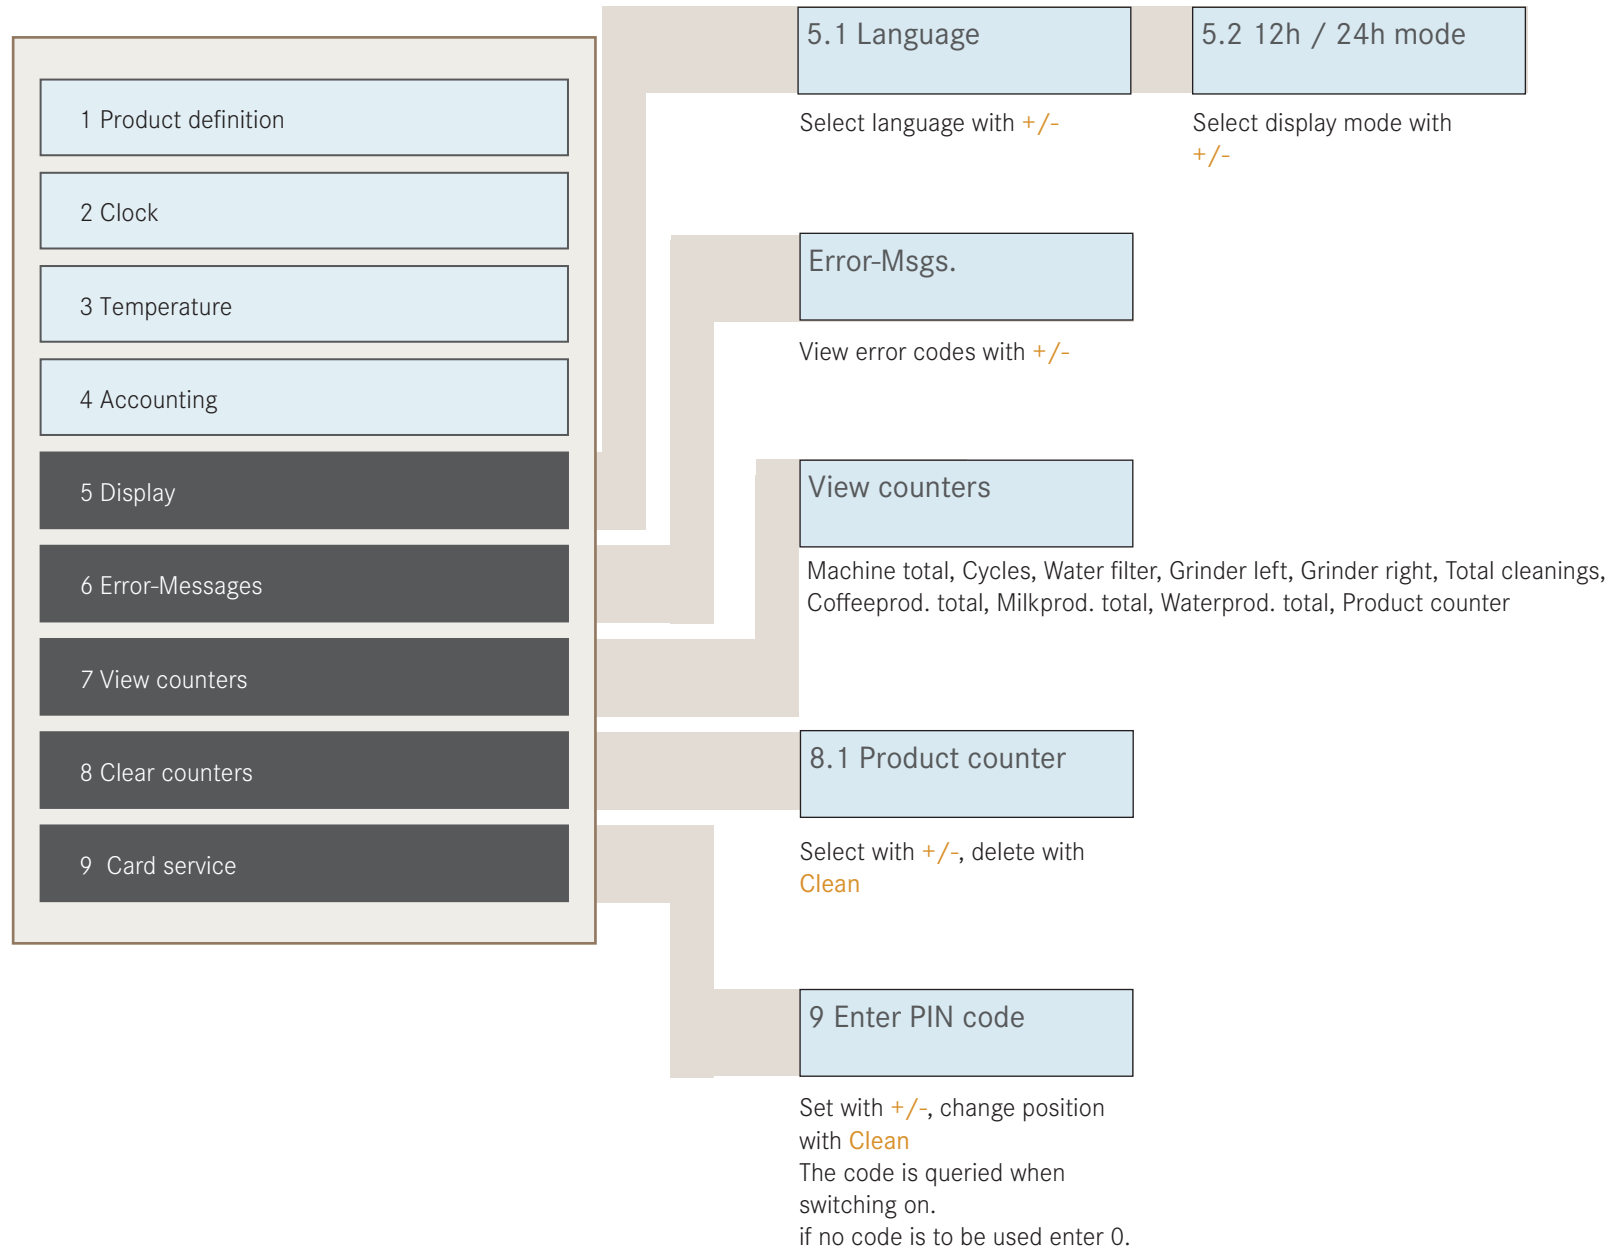 1 Product definition
2 Clock
3 Temperature
4 Accounting
5 Display
6 Error-Messages
7 View counters
8 Clear counters
9 Card service
5.1 Language
Select language with +/-
5.2 12h / 24h mode
Select display mode with
+/-
Error-Msgs.
View error codes with +/-
View counters
Machine total, Cycles, Water filter, Grinder left, Grinder right, Total cleanings,
Coffeeprod. total, Milkprod. total, Waterprod. total, Product counter
8.1 Product counter
Select with +/-, delete with
Clean
9 Enter PIN code
Set with +/-, change position
with Clean
The code is queried when
switching on.
if no code is to be used enter 0.